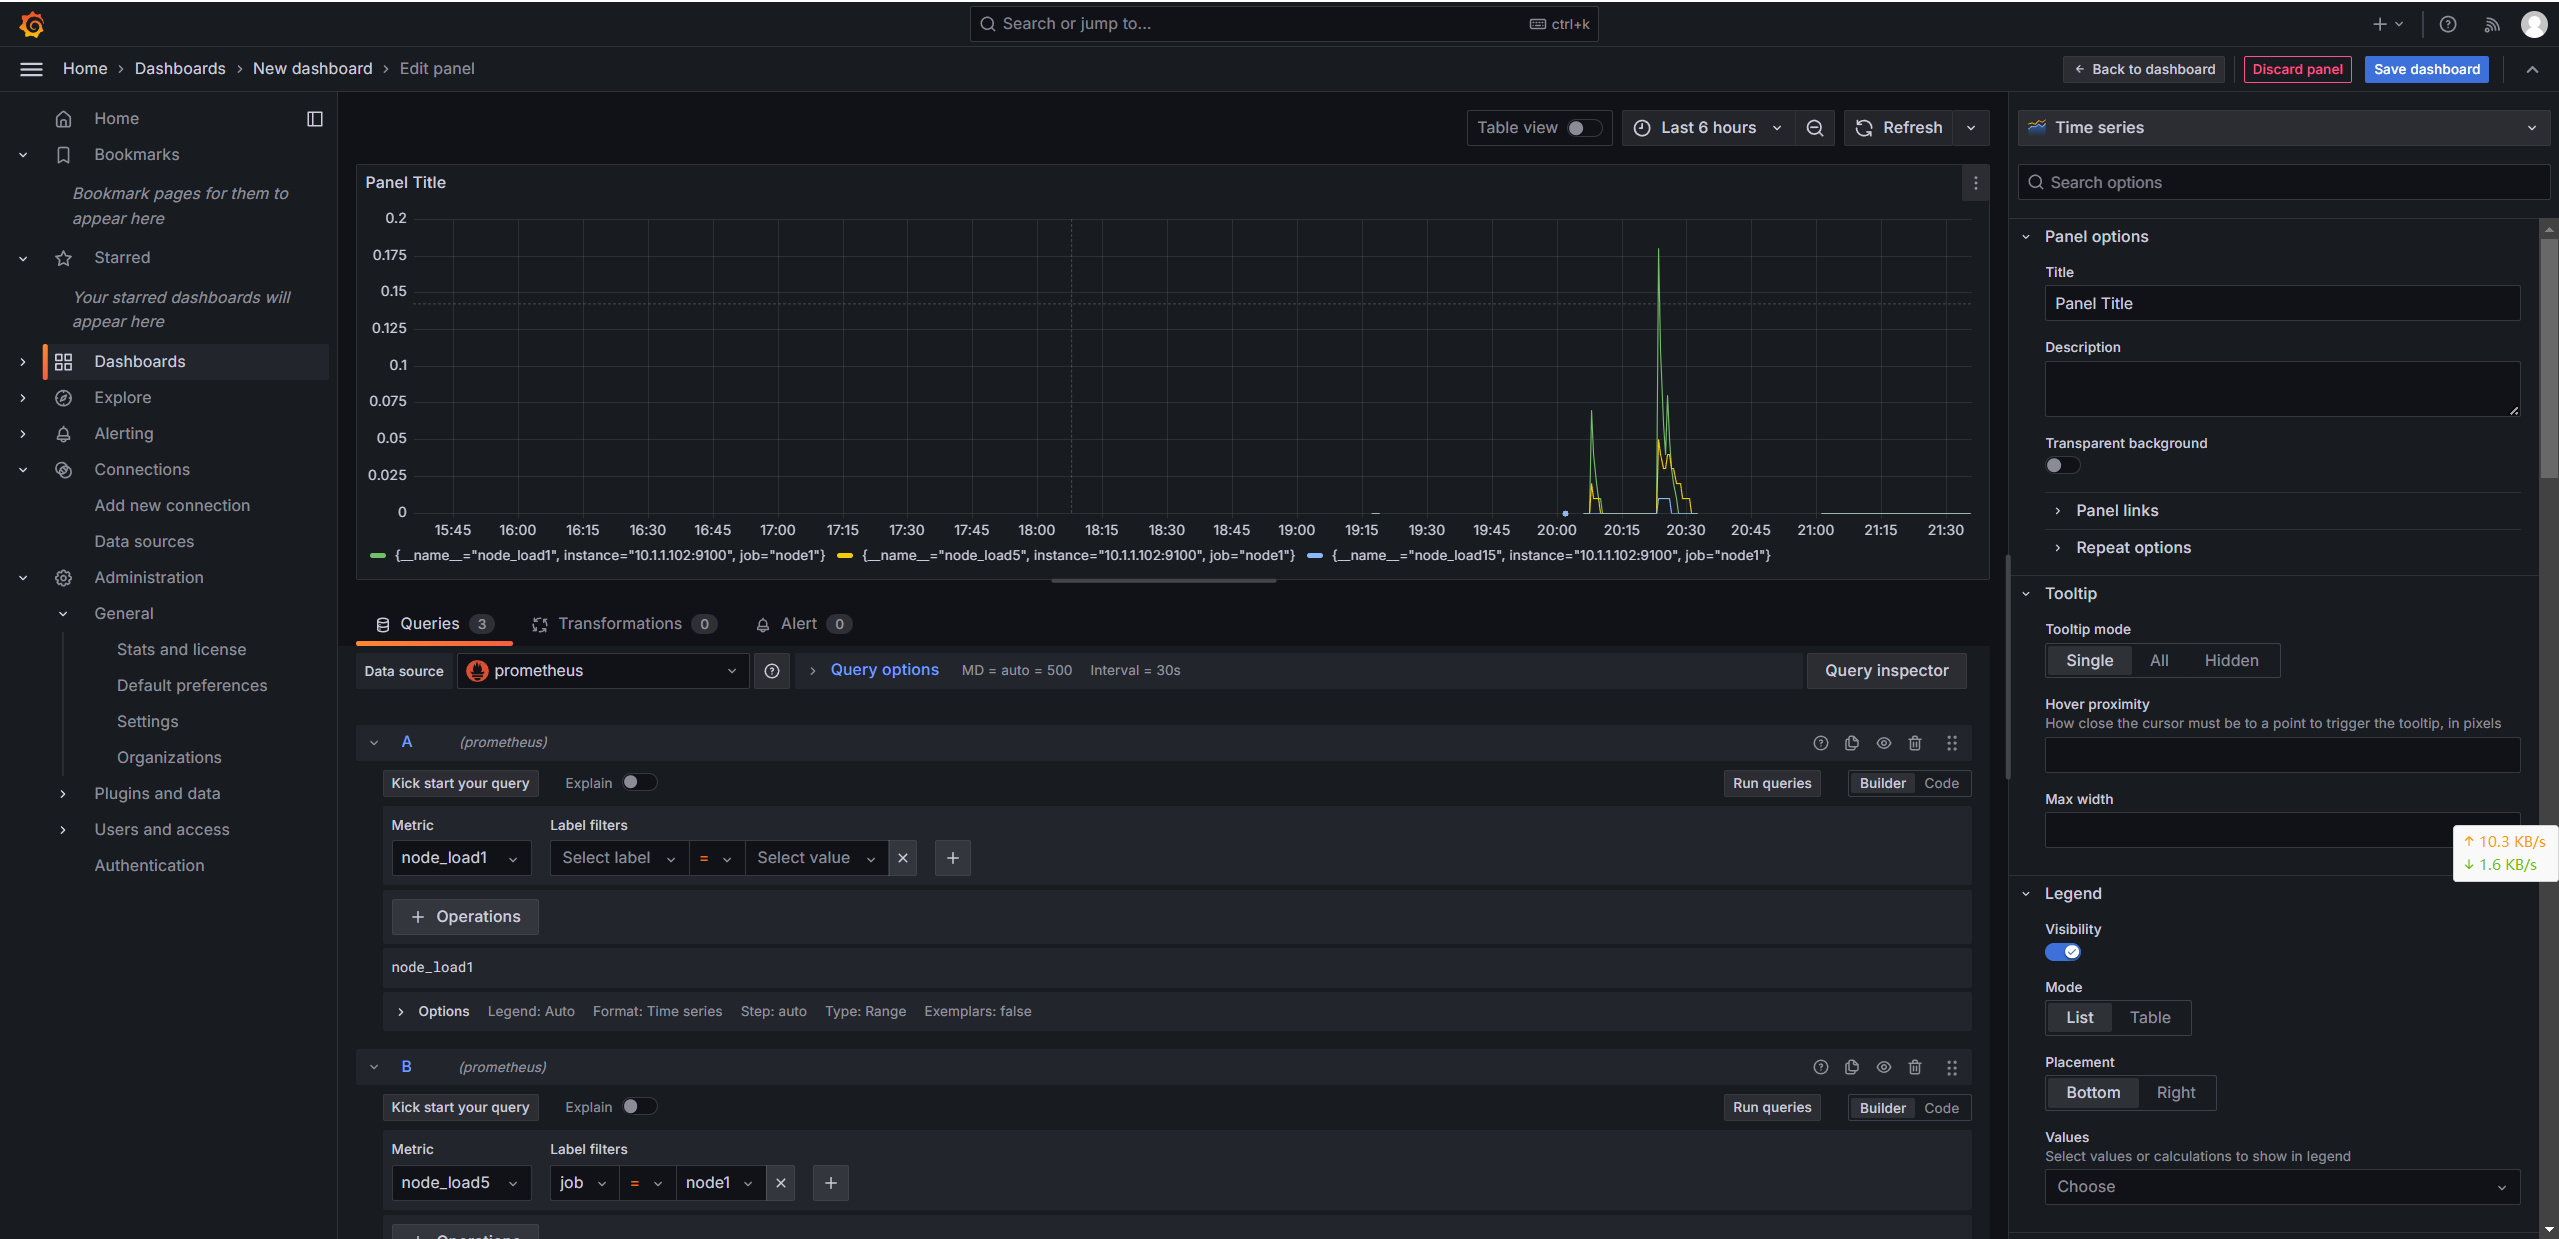 Search or jump to...
ctrl+k
Home › Dashboards › New dashboard › Edit panel
Back to dashboard
Discard panel
Save dashboard
Home
Bookmarks
Bookmark pages for them to
appear here
Starred
Your starred dashboards will
appear here
Dashboards
Explore
Alerting
Connections
Add new connection
Data sources
Administration
General
Stats and license
Default preferences
Settings
Organizations
Plugins and data
Users and access
Authentication
Table view
Last 6 hours
Refresh
Panel Title
0.2
0.175
0.15
0.125
0.1
0.075
0.05
0.025
0
15:45 16:00 16:15 16:30 16:45 17:00 17:15 17:30 17:45 18:00 18:15 18:30 18:45 19:00 19:15 19:30 19:45 20:00 20:15 20:30 20:45 21:00 21:15 21:30
{__name__="node_load1", instance="10.1.1.102:9100", job="node1"} {__name__="node_load5", instance="10.1.1.102:9100", job="node1"} {__name__="node_load15", instance="10.1.1.102:9100", job="node1"}
Queries 3
Transformations 0
Alert 0
Data source
prometheus
Query options MD = auto = 500 Interval = 30s
Query inspector
A (prometheus)
Kick start your query
Explain
Run queries
Builder Code
Metric
Label filters
node_load1
Select label = Select value
+ Operations
node_load1
Options Legend: Auto Format: Time series Step: auto Type: Range Exemplars: false
B (prometheus)
Kick start your query
Explain
Run queries
Builder Code
Metric
Label filters
node_load5
job = node1
+ Operations
Time series
Search options
Panel options
Title
Panel Title
Description
Transparent background
Panel links
Repeat options
Tooltip
Tooltip mode
Single All Hidden
Hover proximity
How close the cursor must be to a point to trigger the tooltip, in pixels
Max width
↑ 10.3 KB/s
↓ 1.6 KB/s
Legend
Visibility
Mode
List Table
Placement
Bottom Right
Values
Select values or calculations to show in legend
Choose